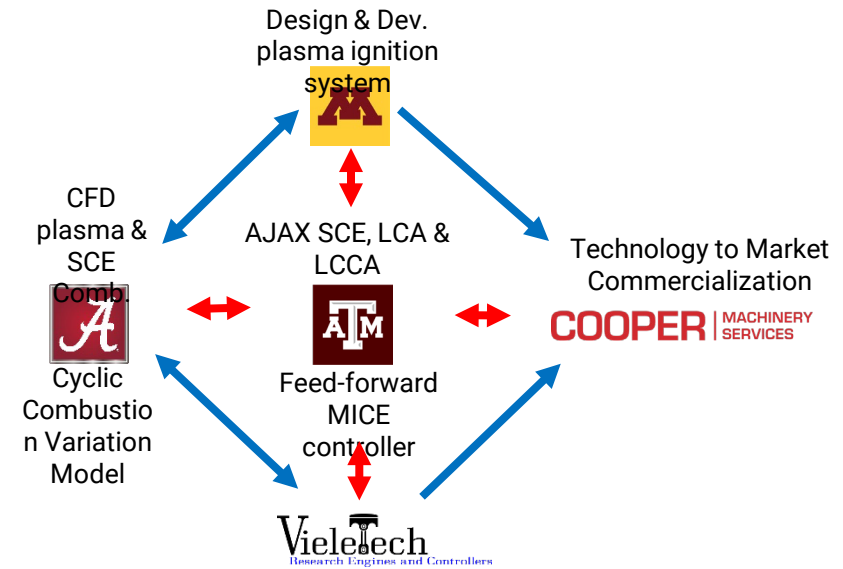 Design & Dev.
plasma ignition
system
M
CFD
plasma &
SCE
Comb.
A
Cyclic
Combustio
n Variation
Model
AJAX SCE, LCA &
LCCA
ATM
Feed-forward
MICE
controller
Technology to Market
Commercialization
COOPER | MACHINERY
SERVICES
VieleTech
Research Engines and Controllers